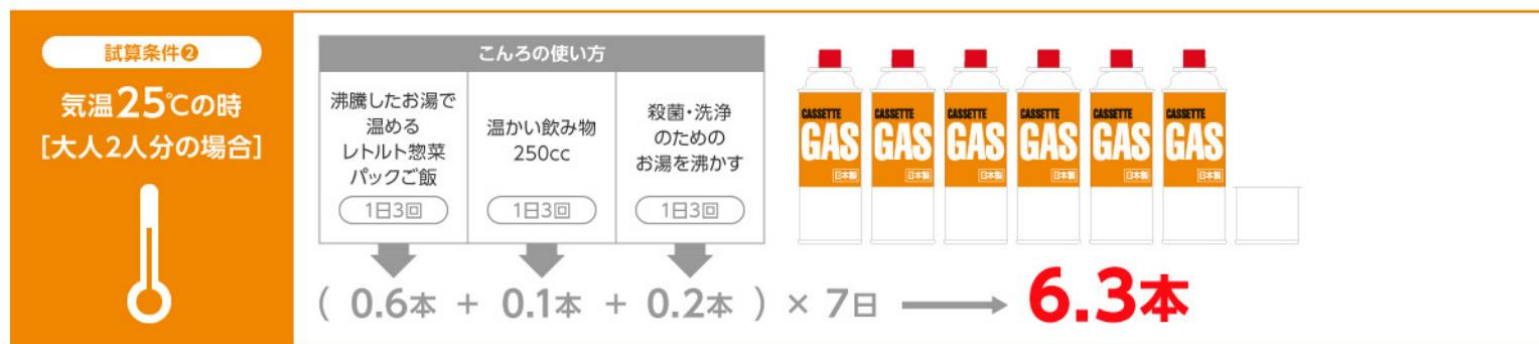 試算条件❷
気温25℃の時
[大人2人分の場合]
こんろの使い方
沸騰したお湯で
温める
レトルト惣菜
パックご飯
1日3回
温かい飲み物
250cc
1日3回
殺菌・洗浄
のための
お湯を沸かす
1日3回
CASSETTE
GAS
日本製
CASSETTE
GAS
日本製
CASSETTE
GAS
日本製
CASSETTE
GAS
日本製
CASSETTE
GAS
日本製
CASSETTE
GAS
日本製
( 0.6本 + 0.1本 + 0.2本 ) × 7日 → 6.3本